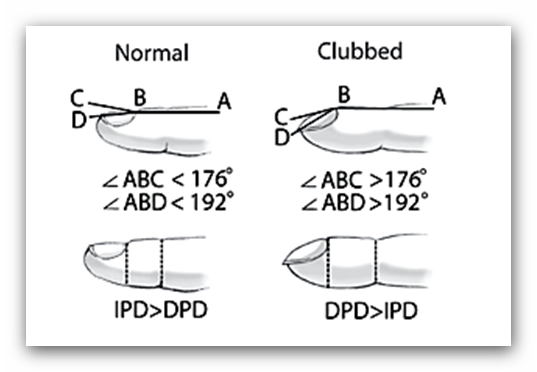 Normal
Clubbed
C B A
D
C B A
D
∠ABC < 176°
∠ABD < 192°
∠ABC >176°
∠ABD >192°
IPD>DPD
DPD>IPD